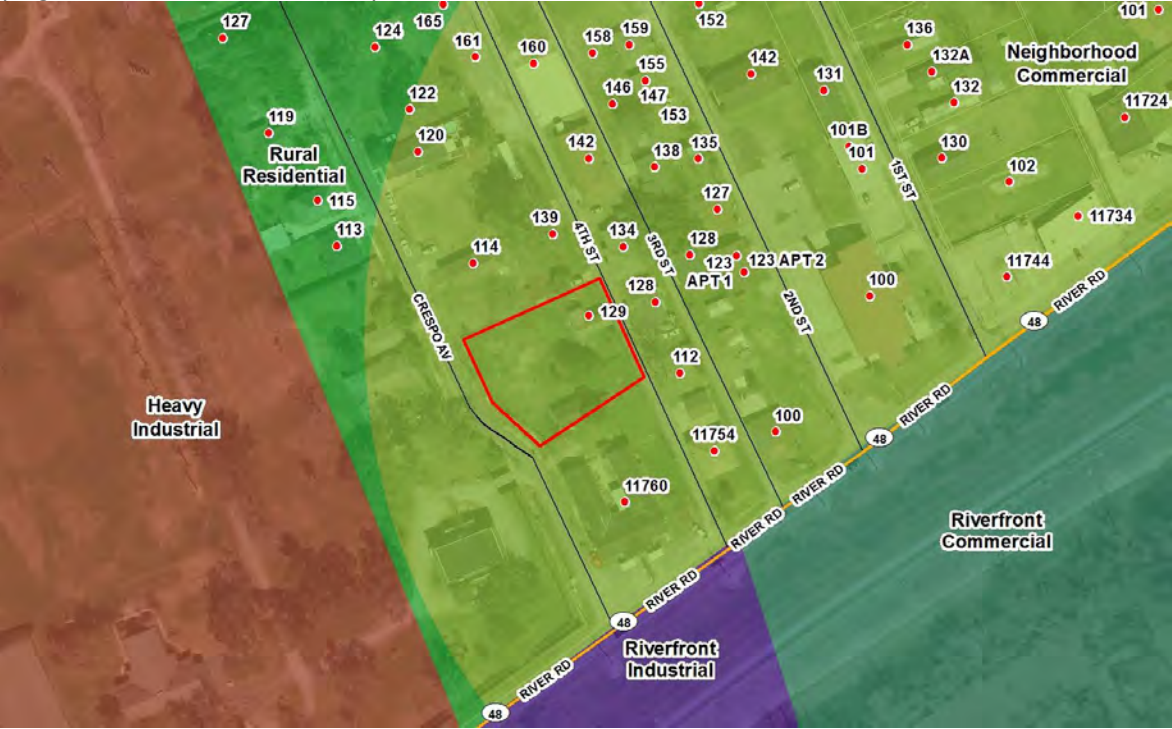 127
124
165
161
160
158
159
152
142
136
132A
132
101
Neighborhood
Commercial
11724
131
155
147
153
146
122
120
119
Rural
Residential
115
113
142
138
135
101B
101
130
102
1ST ST
127
11734
139
134
4TH ST
3RD ST
128
123
APT 1
123 APT 2
114
11744
100
2ND ST
RIVER RD
48
128
129
CRESPO AV
112
RIVER RD
48
Heavy
Industrial
100
11754
RIVER RD
11760
RIVER RD
Riverfront
Commercial
RIVER RD
48
Riverfront
Industrial
RIVER RD
48